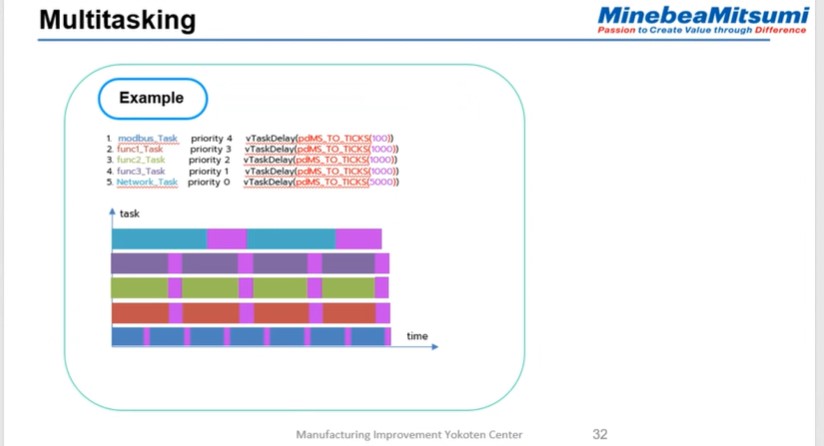 Multitasking
MinebeaMitsumi
Passion to Create Value through Difference
Example
1. modbus_Task priority 4 vTaskDelay(pdMS_TO_TICKS(100))
2. func1_Task priority 3 vTaskDelay(pdMS_TO_TICKS(1000))
3. func2_Task priority 2 vTaskDelay(pdMS_TO_TICKS(1000))
4. func3_Task priority 1 vTaskDelay(pdMS_TO_TICKS(1000))
5. Network_Task priority 0 vTaskDelay(pdMS_TO_TICKS(5000))
task
time
Manufacturing Improvement Yokoten Center
32